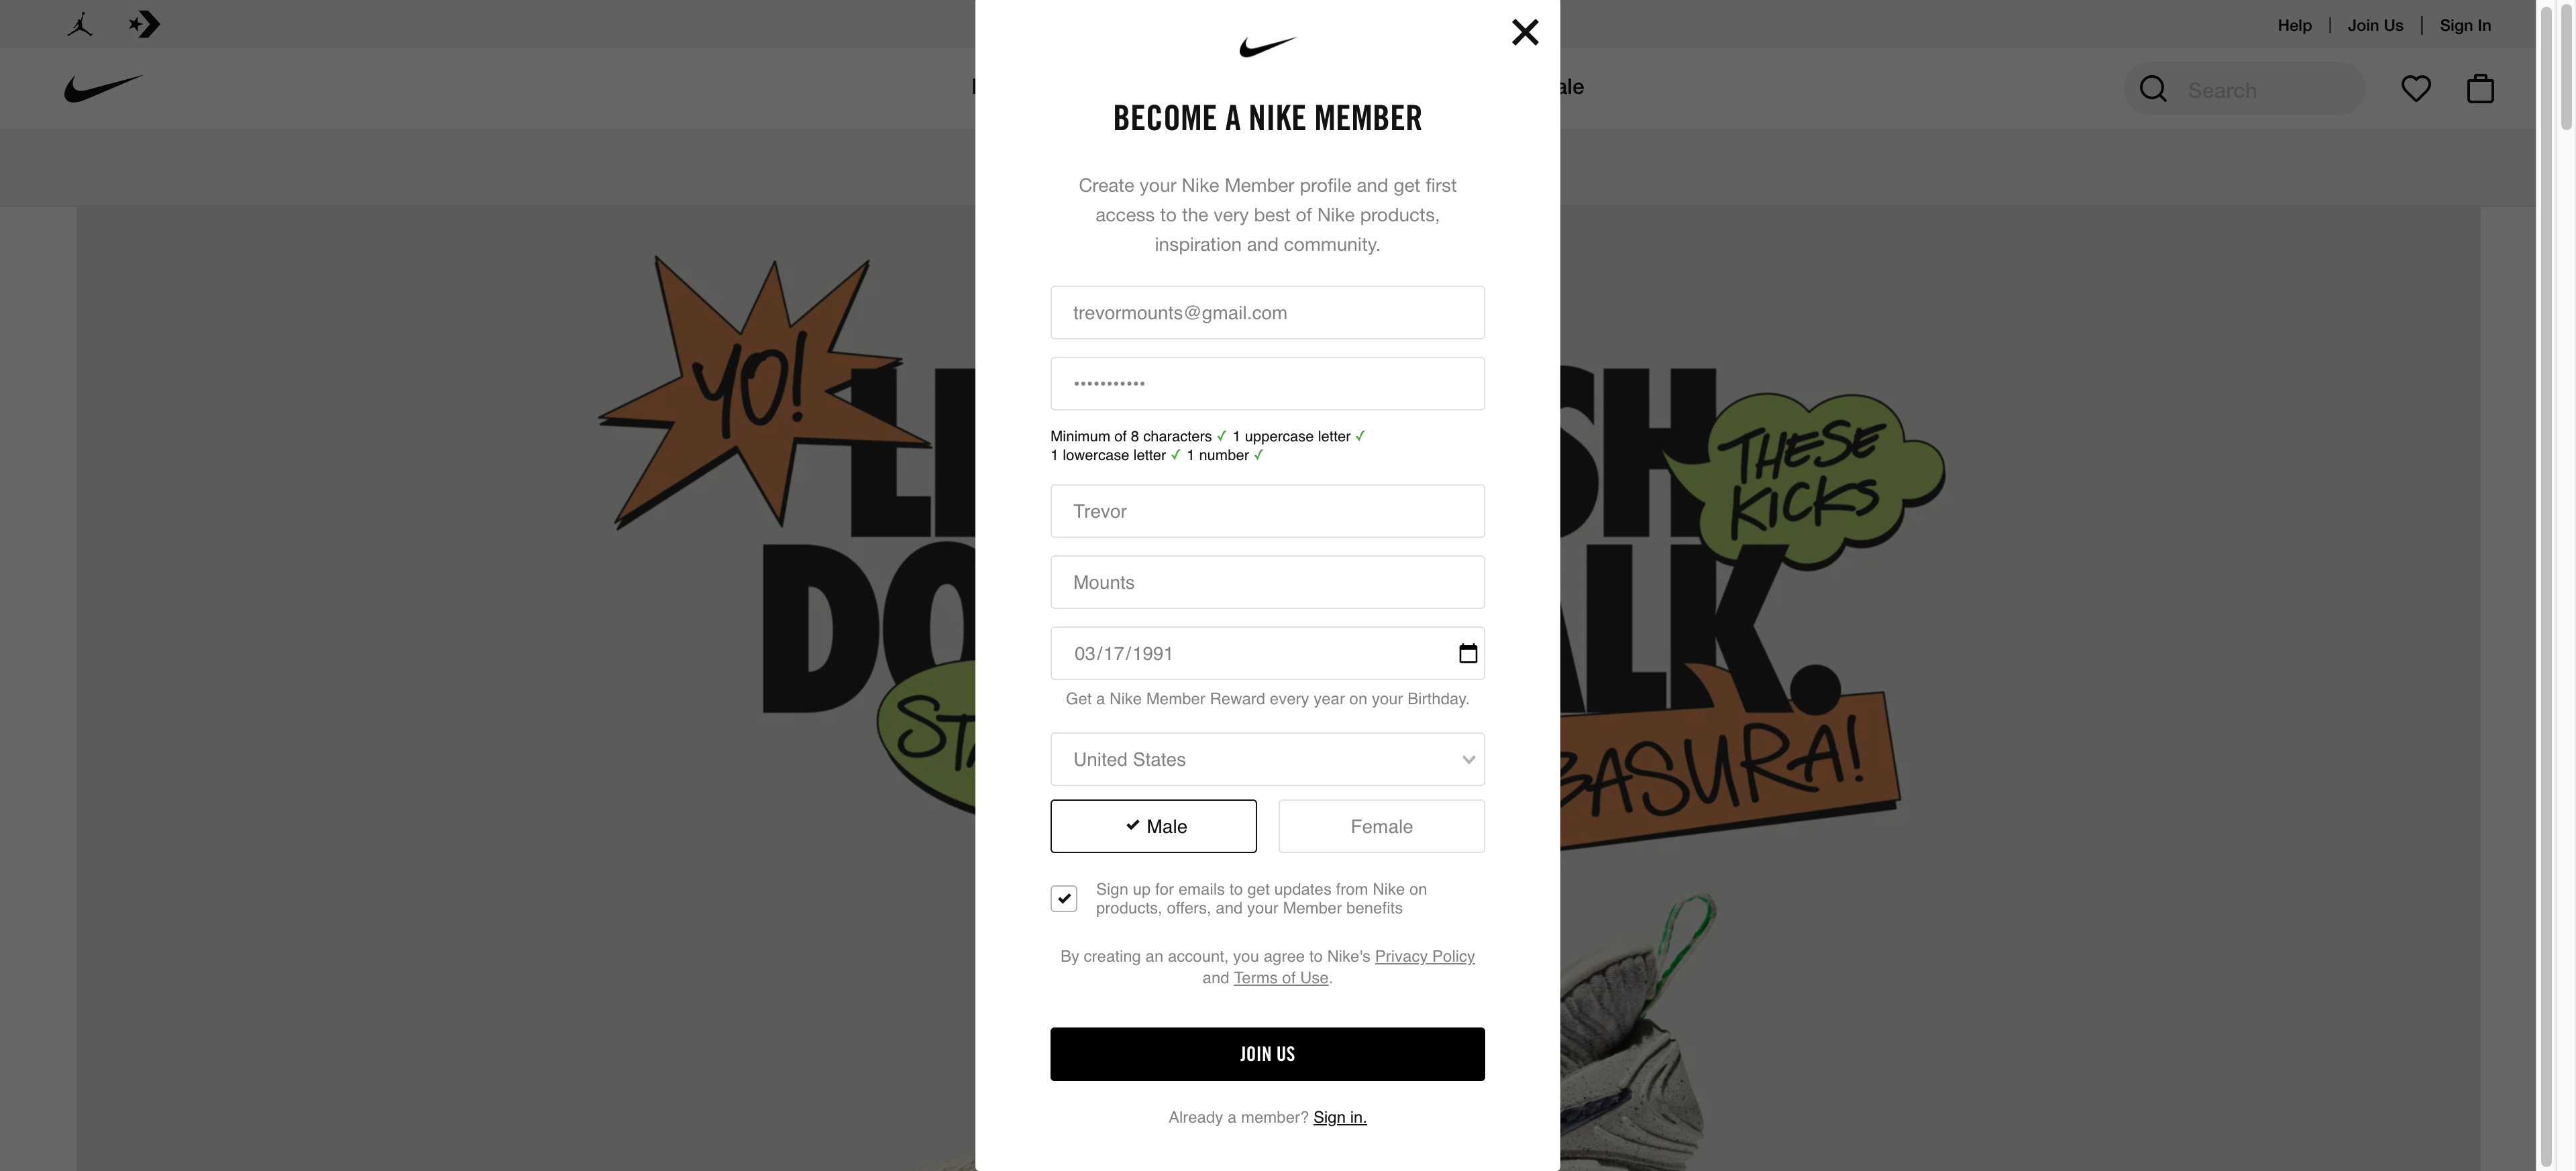 Help | Join Us | Sign In
ale
Search
BECOME A NIKE MEMBER
Create your Nike Member profile and get first
access to the very best of Nike products,
inspiration and community.
trevormounts@gmail.com
•••••••••••
Minimum of 8 characters ✓ 1 uppercase letter ✓
1 lowercase letter ✓ 1 number ✓
Trevor
Mounts
03/17/1991
Get a Nike Member Reward every year on your Birthday.
United States
Male
Female
Sign up for emails to get updates from Nike on
products, offers, and your Member benefits
By creating an account, you agree to Nike's Privacy Policy
and Terms of Use.
JOIN US
Already a member? Sign in.
YO!
THESE
KICKS